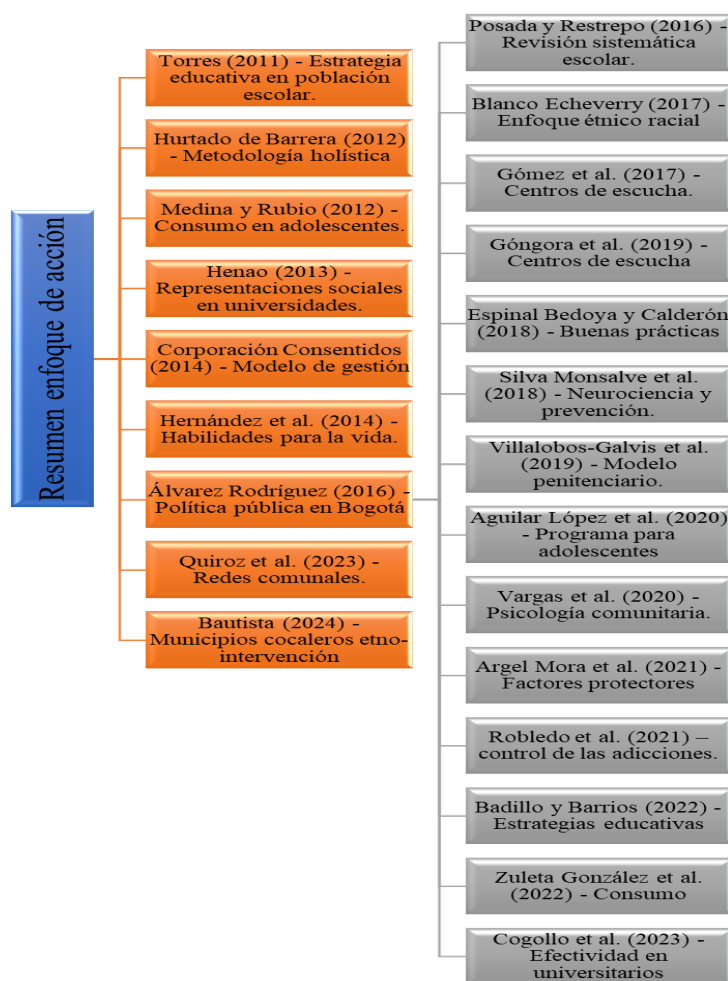 Resumen enfoque de acción
Torres (2011) - Estrategia
educativa en población
escolar.
Hurtado de Barrera (2012)
- Metodología holística
Medina y Rubio (2012) -
Consumo en adolescentes.
Henao (2013) -
Representaciones sociales
en universidades.
Corporación Consentidos
(2014) - Modelo de gestión
Hernández et al. (2014) -
Habilidades para la vida.
Álvarez Rodríguez (2016) -
Política pública en Bogotá
Quiroz et al. (2023) -
Redes comunales.
Bautista (2024) -
Municipios cocaleros etno-
intervención
Posada y Restrepo (2016) -
Revisión sistemática
escolar.
Blanco Echeverry (2017) -
Enfoque étnico racial
Gómez et al. (2017) -
Centros de escucha.
Góngora et al. (2019) -
Centros de escucha
Espinal Bedoya y Calderón
(2018) - Buenas prácticas
Silva Monsalve et al.
(2018) - Neurociencia y
prevención.
Villalobos-Galvis et al.
(2019) - Modelo
penitenciario.
Aguilar López et al. (2020)
- Programa para
adolescentes
Vargas et al. (2020) -
Psicología comunitaria.
Argel Mora et al. (2021) -
Factores protectores
Robledo et al. (2021) –
control de las adicciones.
Badillo y Barrios (2022) -
Estrategias educativas
Zuleta González et al.
(2022) - Consumo
Cogollo et al. (2023) -
Efectividad en
universitarios